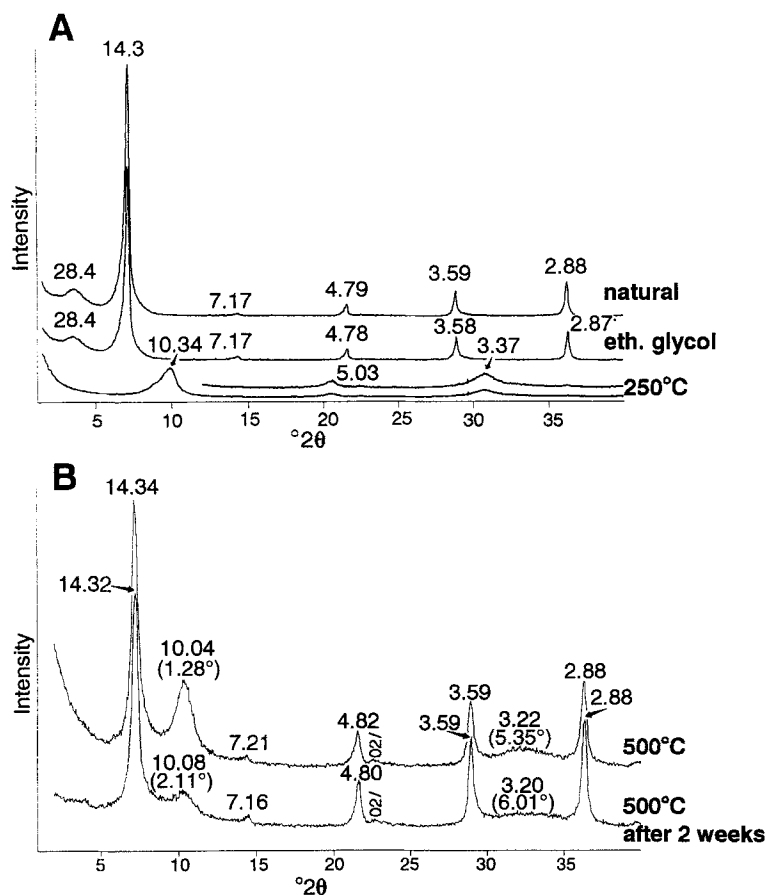 A
14.3
Intensity
28.4
7.17
4.79
3.59
2.88
natural
28.4
10.34
7.17
4.78
3.58
2.87
eth. glycol
5.03
3.37
250°C
5 10 15 20 25 30 35
°2θ
B
14.34
14.32
Intensity
10.04
(1.28°)
7.21
4.82
02/
3.59
3.59
3.22
(5.35°)
2.88
2.88
500°C
10.08
(2.11°)
7.16
4.80
02/
3.20
(6.01°)
500°C
after 2 weeks
5 10 15 20 25 30 35
°2θ